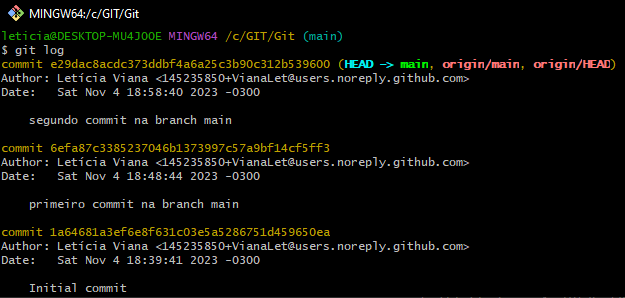 MINGW64:/c/GIT/Git
leticia@DESKTOP-MU4JOOE MINGW64 /c/GIT/Git (main)
$ git log
commit e29dac8acdc373ddbf4a6a25c3b90c312b539600 (HEAD -> main, origin/main, origin/HEAD)
Author: Letícia Viana <145235850+VianaLet@users.noreply.github.com>
Date:   Sat Nov 4 18:58:40 2023 -0300
segundo commit na branch main
commit 6efa87c3385237046b1373997c57a9bf14cf5ff3
Author: Letícia Viana <145235850+VianaLet@users.noreply.github.com>
Date:   Sat Nov 4 18:48:44 2023 -0300
primeiro commit na branch main
commit 1a64681a3ef6e8f631c03e5a5286751d459650ea
Author: Letícia Viana <145235850+VianaLet@users.noreply.github.com>
Date:   Sat Nov 4 18:39:41 2023 -0300
Initial commit